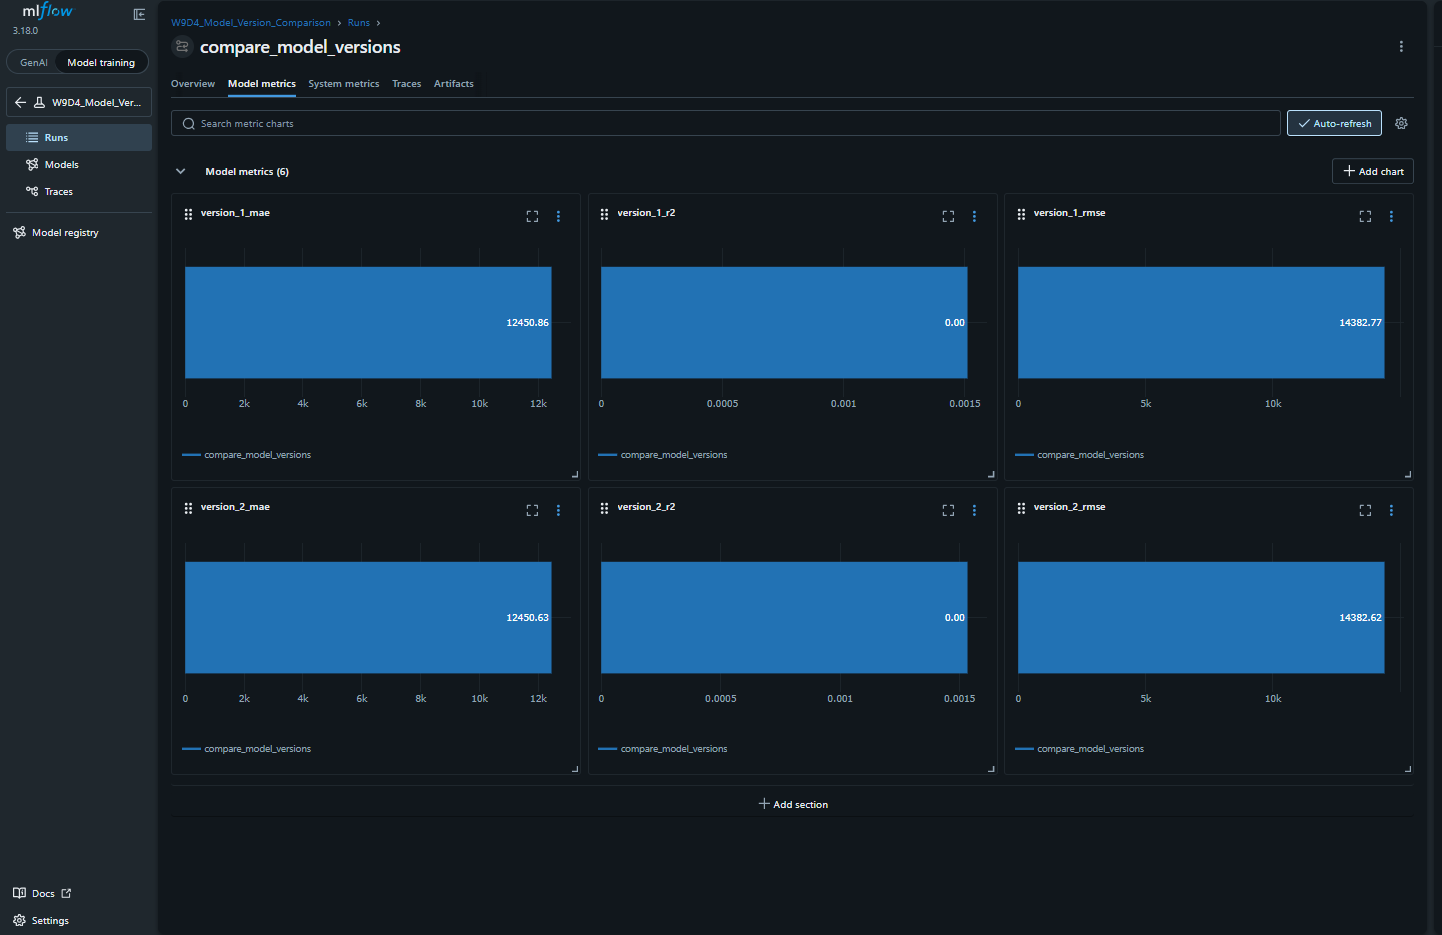 mlflow
3.18.0
GenAI Model training
W9D4_Model_Ver...
Runs
Models
Traces
Model registry
Docs
Settings
W9D4_Model_Version_Comparison › Runs ›
compare_model_versions
Overview Model metrics System metrics Traces Artifacts
Search metric charts
Auto-refresh
Model metrics (6)
Add chart
version_1_mae
12450.86
0 2k 4k 6k 8k 10k 12k
compare_model_versions
version_1_r2
0.00
0 0.0005 0.001 0.0015
compare_model_versions
version_1_rmse
14382.77
0 5k 10k
compare_model_versions
version_2_mae
12450.63
0 2k 4k 6k 8k 10k 12k
compare_model_versions
version_2_r2
0.00
0 0.0005 0.001 0.0015
compare_model_versions
version_2_rmse
14382.62
0 5k 10k
compare_model_versions
Add section